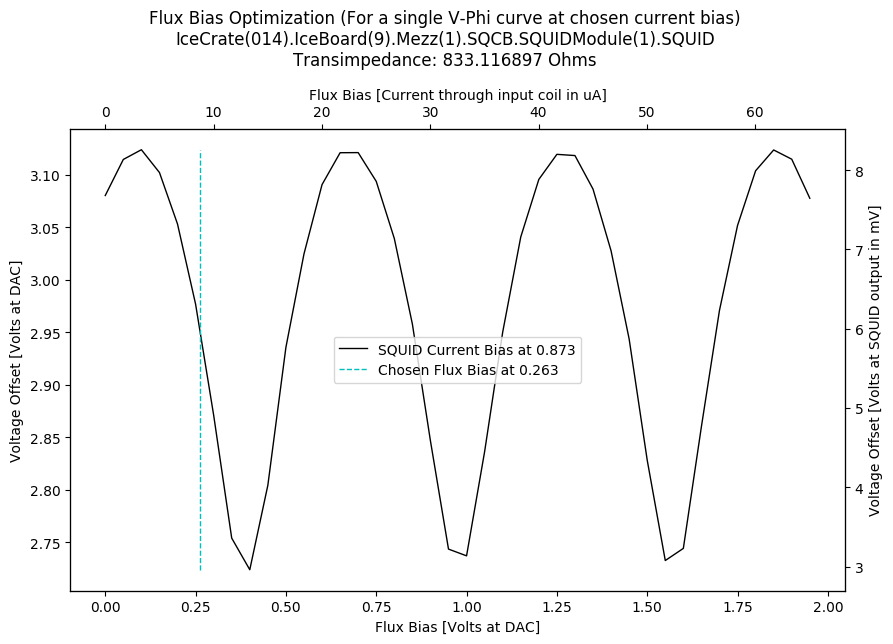 Flux Bias Optimization (For a single V-Phi curve at chosen current bias)
IceCrate(014).IceBoard(9).Mezz(1).SQCB.SQUIDModule(1).SQUID
Transimpedance: 833.116897 Ohms
Flux Bias [Current through input coil in uA]
0 10 20 30 40 50 60
Voltage Offset [Volts at DAC]
3.10
3.05
3.00
2.95
2.90
2.85
2.80
2.75
SQUID Current Bias at 0.873
Chosen Flux Bias at 0.263
8
7
6
5
4
3
Voltage Offset [Volts at SQUID output in mV]
0.00 0.25 0.50 0.75 1.00 1.25 1.50 1.75 2.00
Flux Bias [Volts at DAC]